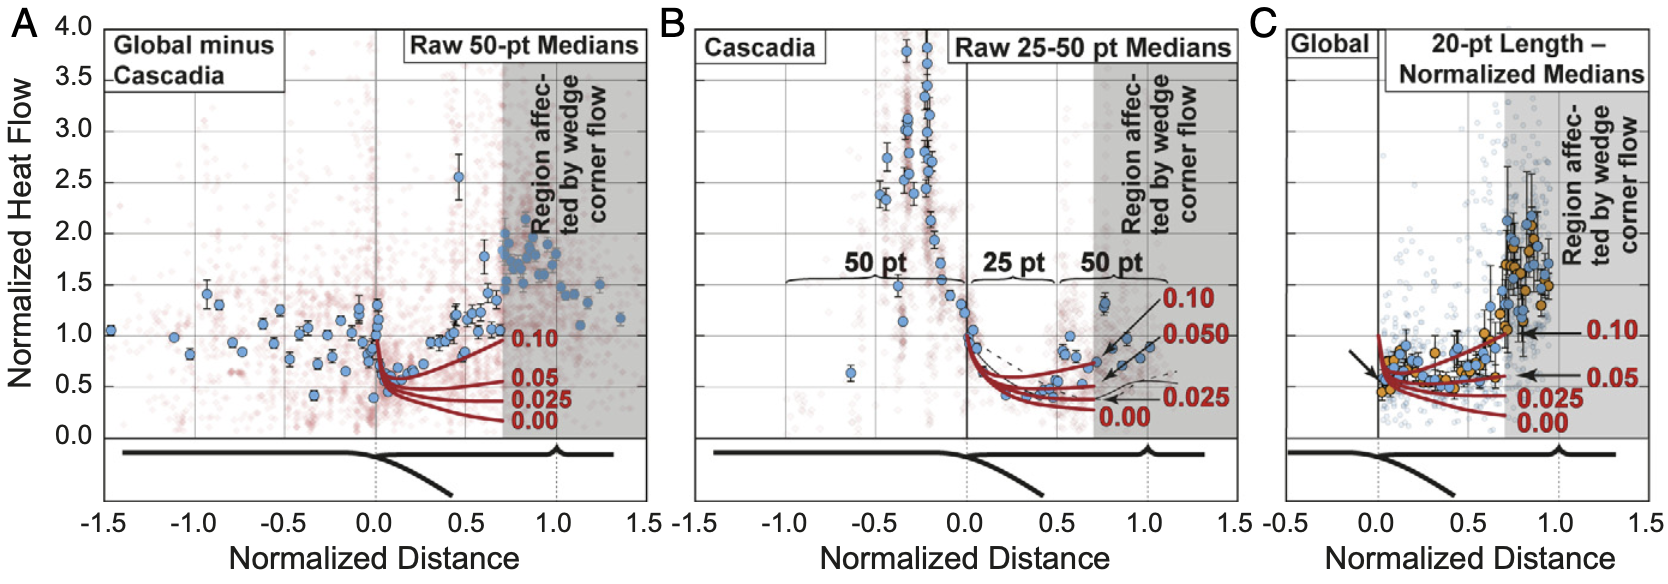 A
B
C
4.0
3.5
3.0
2.5
2.0
1.5
1.0
0.5
0.0
Normalized Heat Flow
Global minus
Cascadia
Raw 50-pt Medians
Region affec-
ted by wedge
corner flow
0.10
0.05
0.025
0.00
-1.5
-1.0
-0.5
0.0
0.5
1.0
1.5
Normalized Distance
Cascadia
Raw 25-50 pt Medians
Region affec-
ted by wedge
corner flow
50 pt
25 pt
50 pt
0.10
0.050
0.025
0.00
-1.5
-1.0
-0.5
0.0
0.5
1.0
1.5
Normalized Distance
Global
20-pt Length –
Normalized Medians
Region affec-
ted by wedge
corner flow
0.10
0.05
0.025
0.00
-0.5
0.0
0.5
1.0
1.5
Normalized Distance